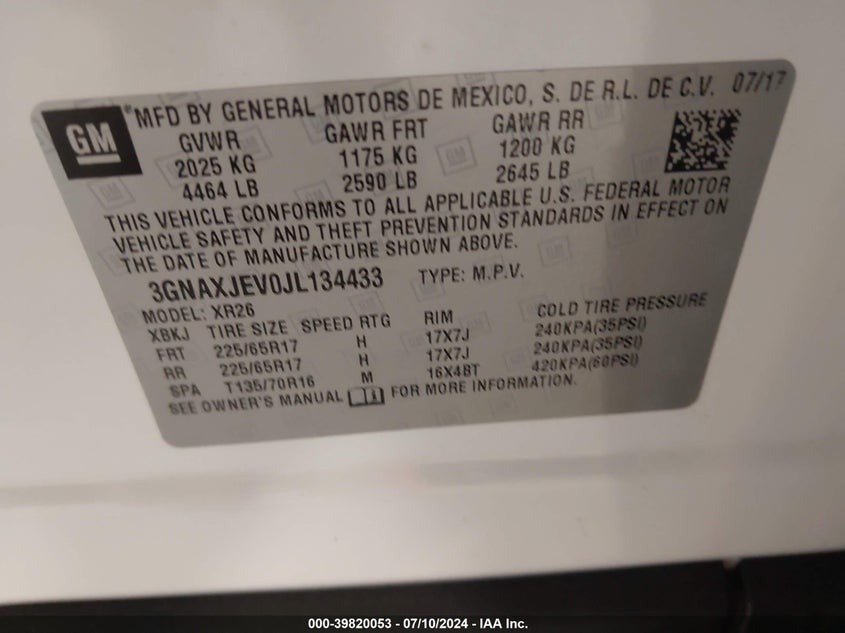 GM
®MFD BY GENERAL MOTORS DE MEXICO, S. DE R.L. DE C.V. 07/17
GVWR GAWR FRT GAWR RR
2025 KG 1175 KG 1200 KG
4464 LB 2590 LB 2645 LB
THIS VEHICLE CONFORMS TO ALL APPLICABLE U.S. FEDERAL MOTOR
VEHICLE SAFETY AND THEFT PREVENTION STANDARDS IN EFFECT ON
THE DATE OF MANUFACTURE SHOWN ABOVE.
3GNAXJEV0JL134433 TYPE: M.P.V.
MODEL: XR26
XBKJ TIRE SIZE SPEED RTG RIM COLD TIRE PRESSURE
FRT 225/65R17 H 17X7J 240KPA(35PSI)
RR 225/65R17 H 17X7J 240KPA(35PSI)
SPA T135/70R16 M 16X4BT 420KPA(60PSI)
SEE OWNER'S MANUAL FOR MORE INFORMATION.
000-39820053 - 07/10/2024 - IAA Inc.